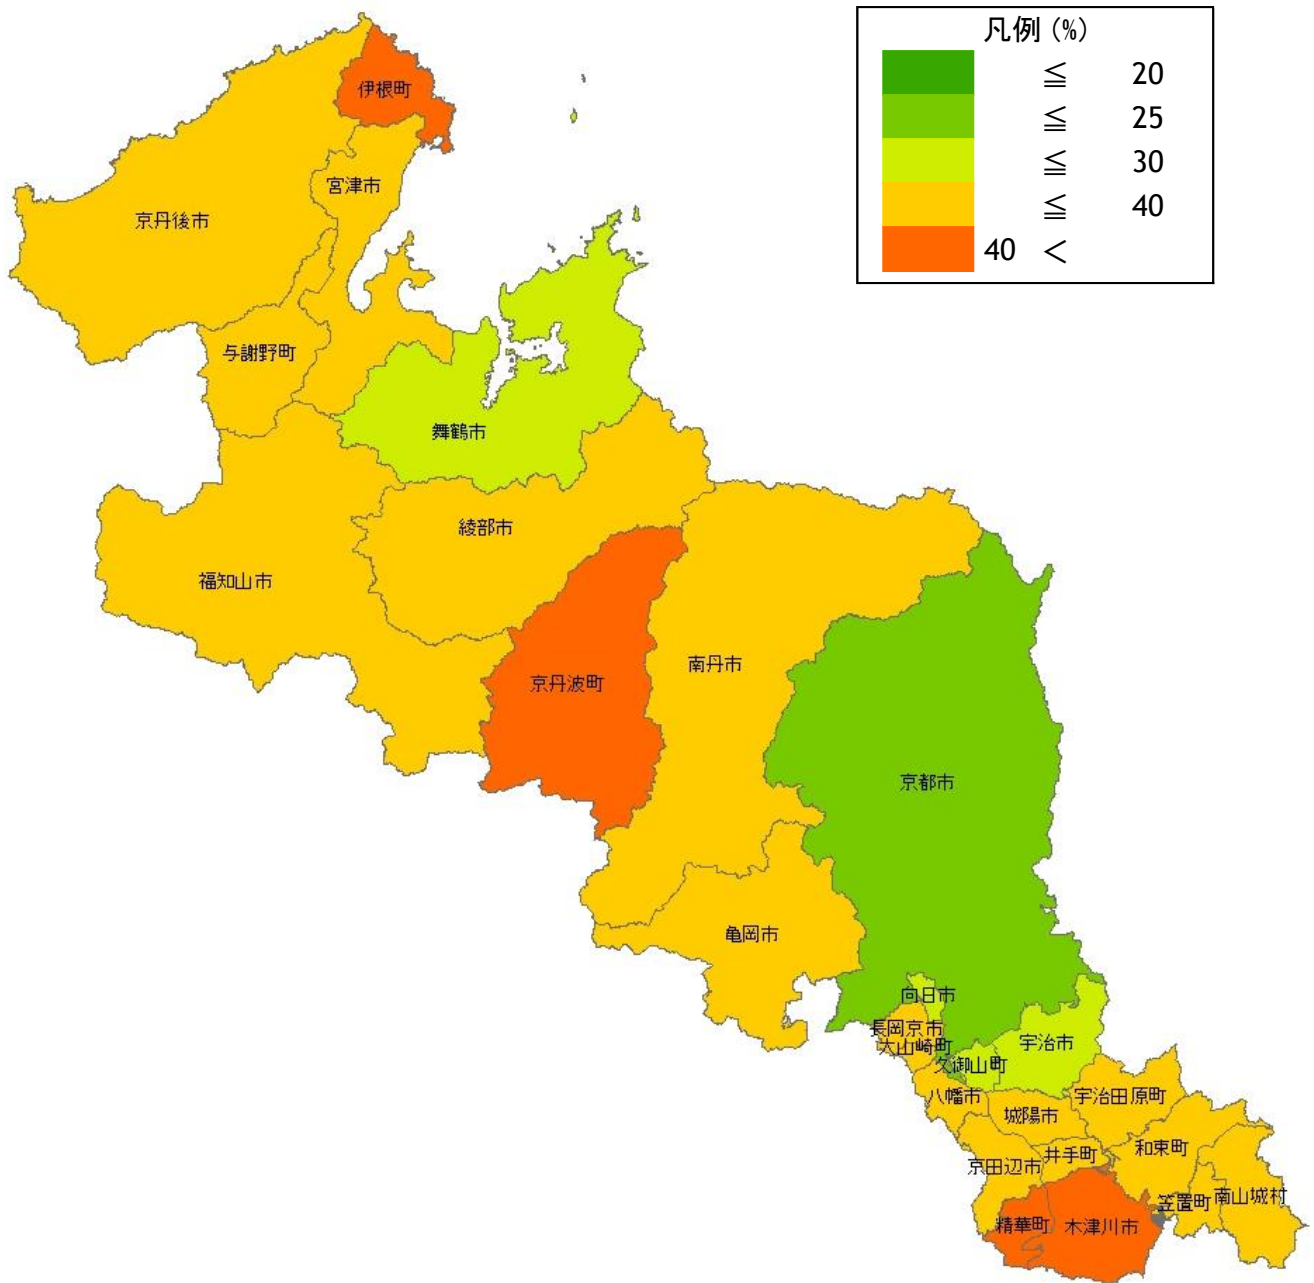 凡例 (%)
≦ 20
≦ 25
≦ 30
≦ 40
40 <
伊根町
宮津市
京丹後市
与謝野町
舞鶴市
綾部市
福知山市
南丹市
京丹波町
京都市
亀岡市
向日市
長岡京市
大山崎町
宇治市
久御山町
八幡市
宇治田原町
城陽市
和束町
井手町
京田辺市
笠置町
南山城村
精華町
木津川市